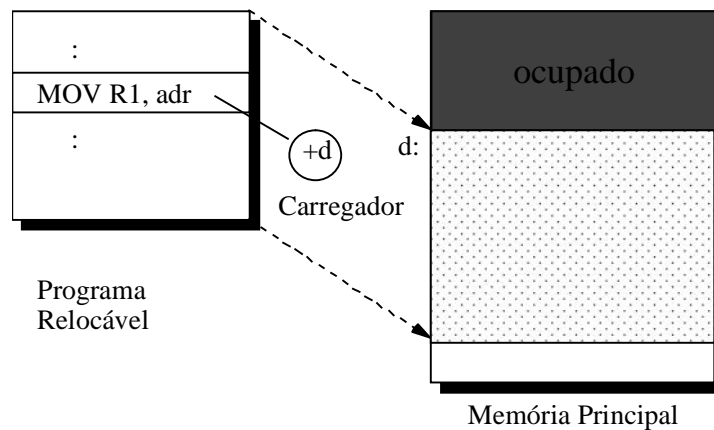 :
MOV R1, adr
:
+d
Carregador
Programa
Relocável
ocupado
d:
Memória Principal